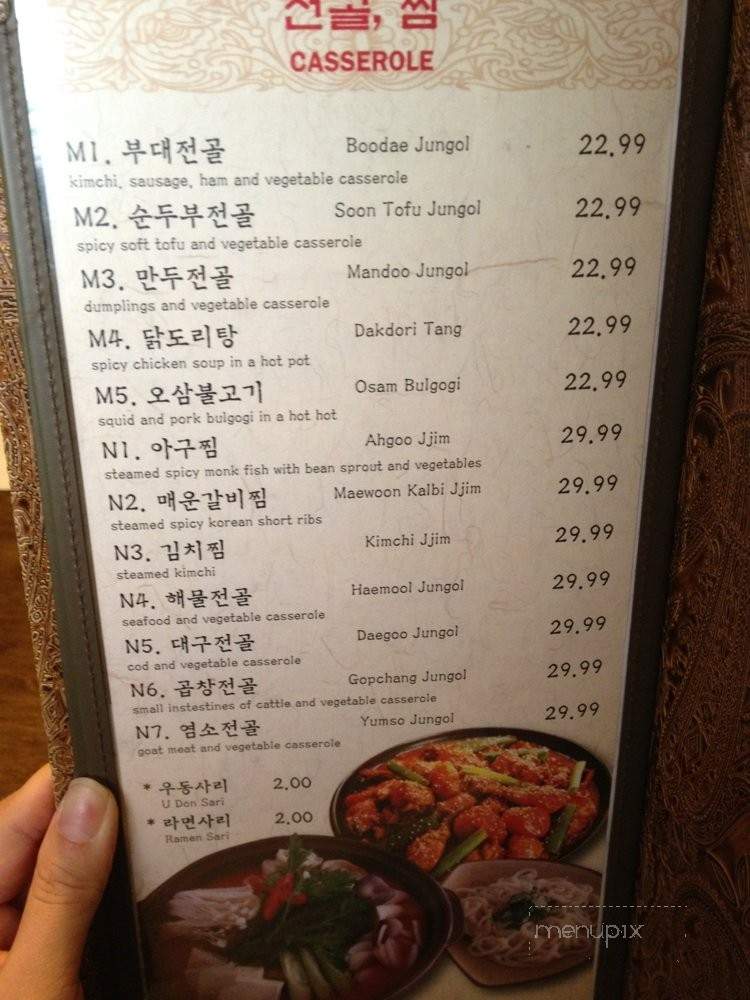 전골, 찜
CASSEROLE
M1. 부대전골 Boodae Jungol 22.99
kimchi, sausage, ham and vegetable casserole
M2. 순두부전골 Soon Tofu Jungol 22.99
spicy soft tofu and vegetable casserole
M3. 만두전골 Mandoo Jungol 22.99
dumplings and vegetable casserole
M4. 닭도리탕 Dakdori Tang 22.99
spicy chicken soup in a hot pot
M5. 오삼불고기 Osam Bulgogi 22.99
squid and pork bulgogi in a hot hot
N1. 아구찜 Ahgoo Jjim 29.99
steamed spicy monk fish with bean sprout and vegetables
N2. 매운갈비찜 Maewoon Kalbi Jjim 29.99
steamed spicy korean short ribs
N3. 김치찜 Kimchi Jjim 29.99
steamed kimchi
N4. 해물전골 Haemool Jungol 29.99
seafood and vegetable casserole
N5. 대구전골 Daegoo Jungol 29.99
cod and vegetable casserole
N6. 곱창전골 Gopchang Jungol 29.99
small instestines of cattle and vegetable casserole
N7. 염소전골 Yumso Jungol 29.99
goat meat and vegetable casserole
* 우동사리 2.00
U Don Sari
* 라면사리 2.00
Ramen Sari
menupix